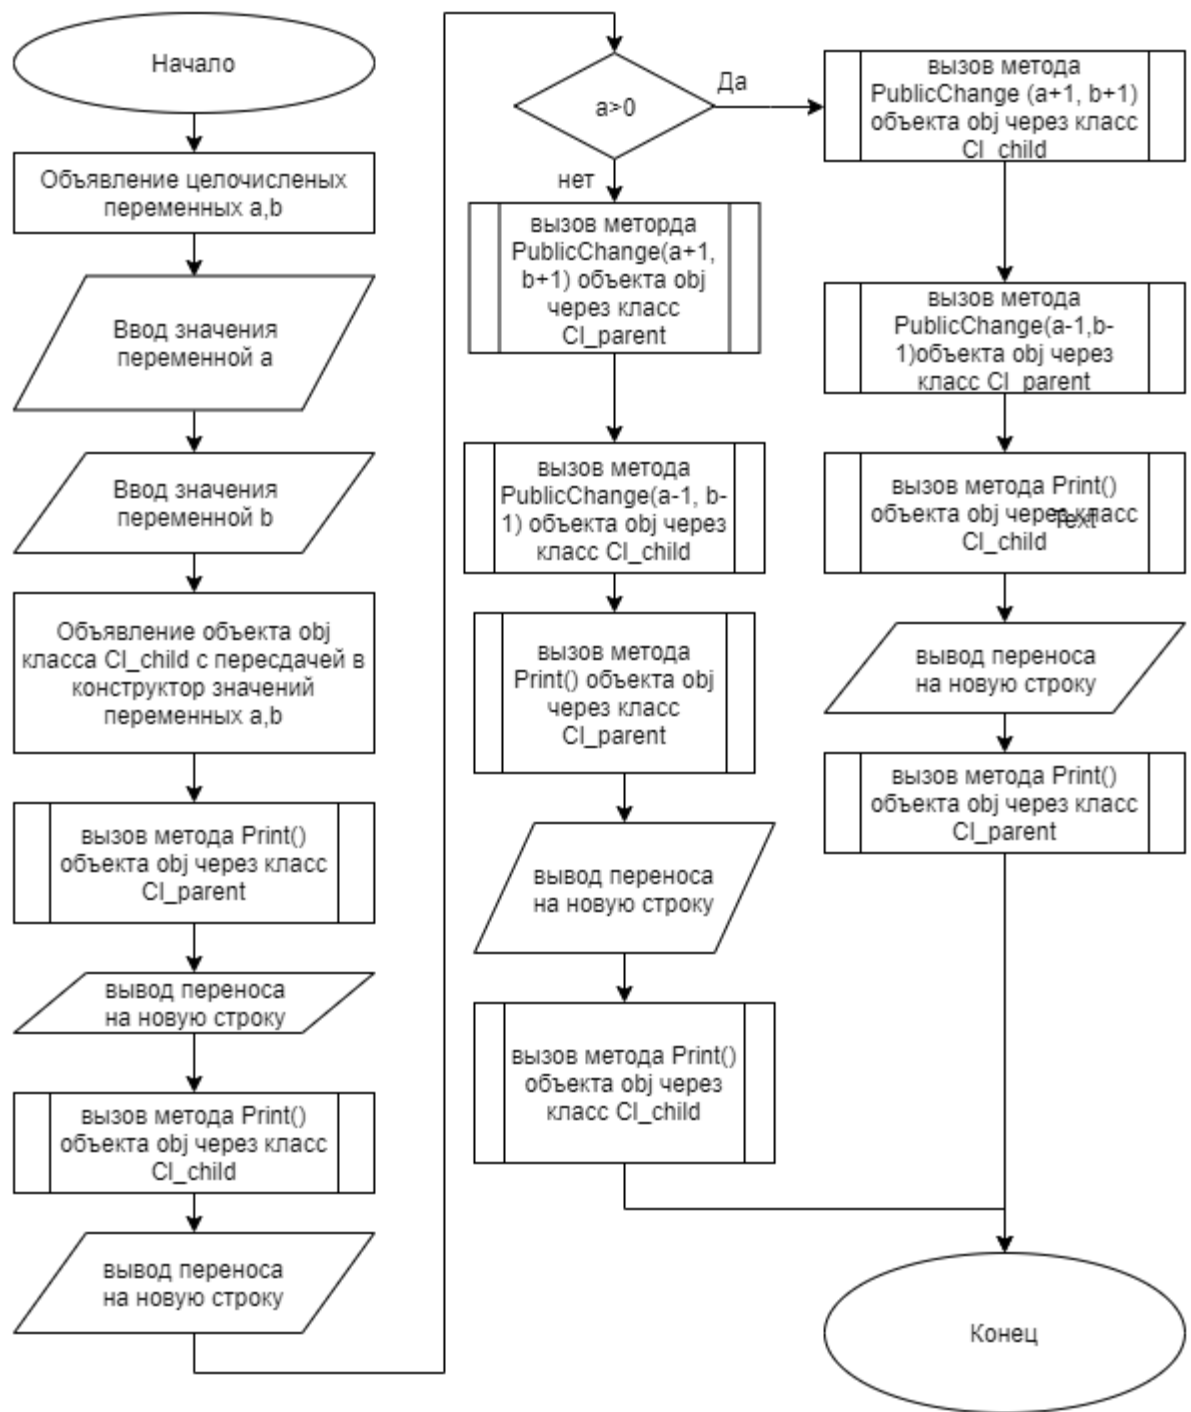 Начало
Объявление целочисленых
переменных a,b
Ввод значения
переменной a
Ввод значения
переменной b
Объявление объекта obj
класса Cl_child с пересдачей в
конструктор значений
переменных a,b
вызов метода Print()
объекта obj через класс
Cl_parent
вывод переноса
на новую строку
вызов метода Print()
объекта obj через класс
Cl_child
вывод переноса
на новую строку
a>0
Да
нет
вызов меторда
PublicChange(a+1,
b+1) объекта obj
через класс
Cl_parent
вызов метода
PublicChange(a-1, b-
1) объекта obj через
класс Cl_child
вызов метода
Print() объекта obj
через класс
Cl_parent
вывод переноса
на новую строку
вызов метода Print()
объекта obj через
класс Cl_child
вызов метода
PublicChange (a+1, b+1)
объекта obj через класс
Cl_child
вызов метода
PublicChange(a-1,b-
1)объекта obj через
класс Cl_parent
вызов метода Print()
объекта obj через класс
Text
Cl_child
вывод переноса
на новую строку
вызов метода Print()
объекта obj через класс
Cl_parent
Конец